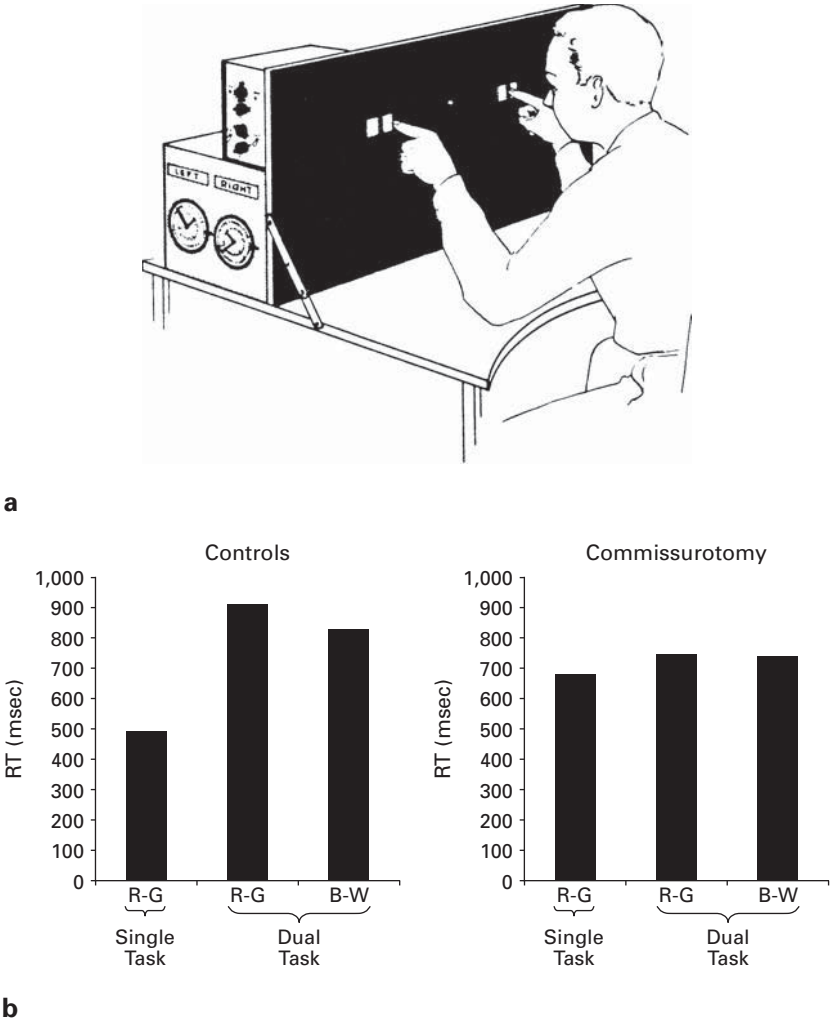 LEFT RIGHT
a
Controls Commissurotomy
1,000 1,000
900 900
800 800
700 700
600 600
500 500
400 400
300 300
200 200
100 100
0 0
RT (msec) RT (msec)
R-G R-G B-W R-G R-G B-W
Single Dual Single Dual
Task Task Task Task
b